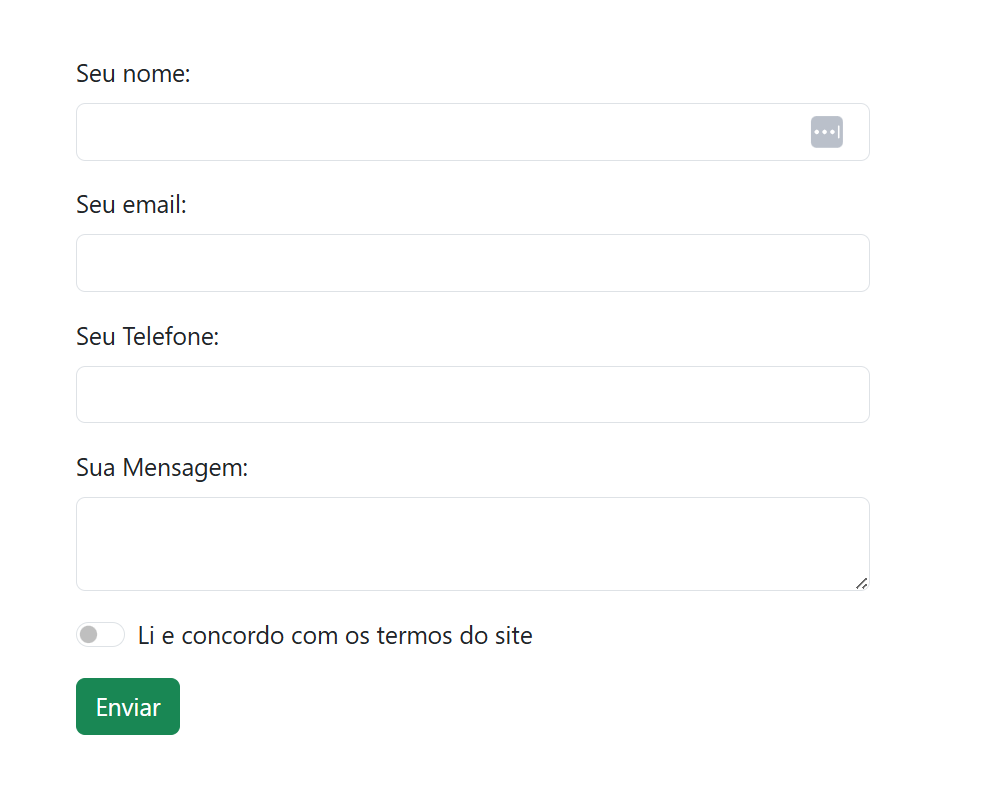 Seu nome:
Seu email:
Seu Telefone:
Sua Mensagem:
Li e concordo com os termos do site
Enviar